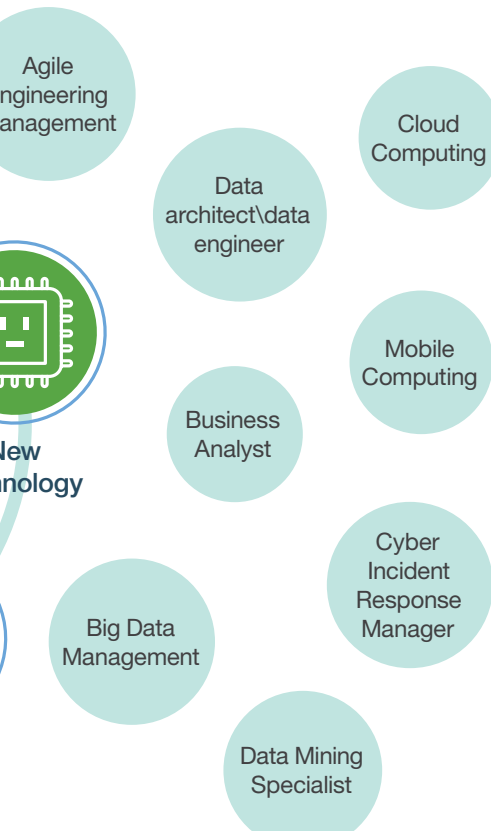 Agile
ngineering
anagement
Cloud
Computing
Data
architect\data
engineer
Mobile
Computing
Business
Analyst
New
hnology
Cyber
Incident
Response
Manager
Big Data
Management
Data Mining
Specialist